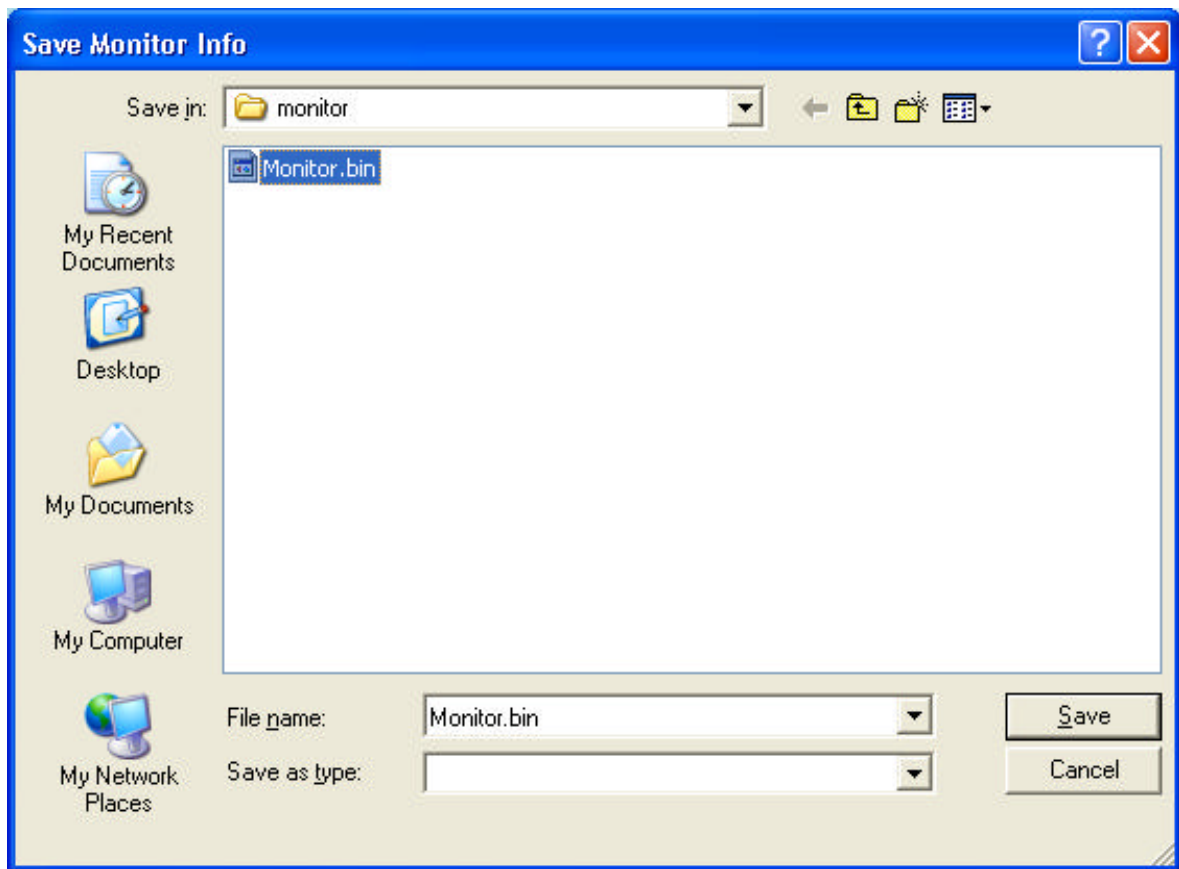 Save Monitor Info
Save in:
monitor
Monitor.bin
My Recent
Documents
Desktop
My Documents
My Computer
My Network
Places
File name:
Monitor.bin
Save
Save as type:
Cancel